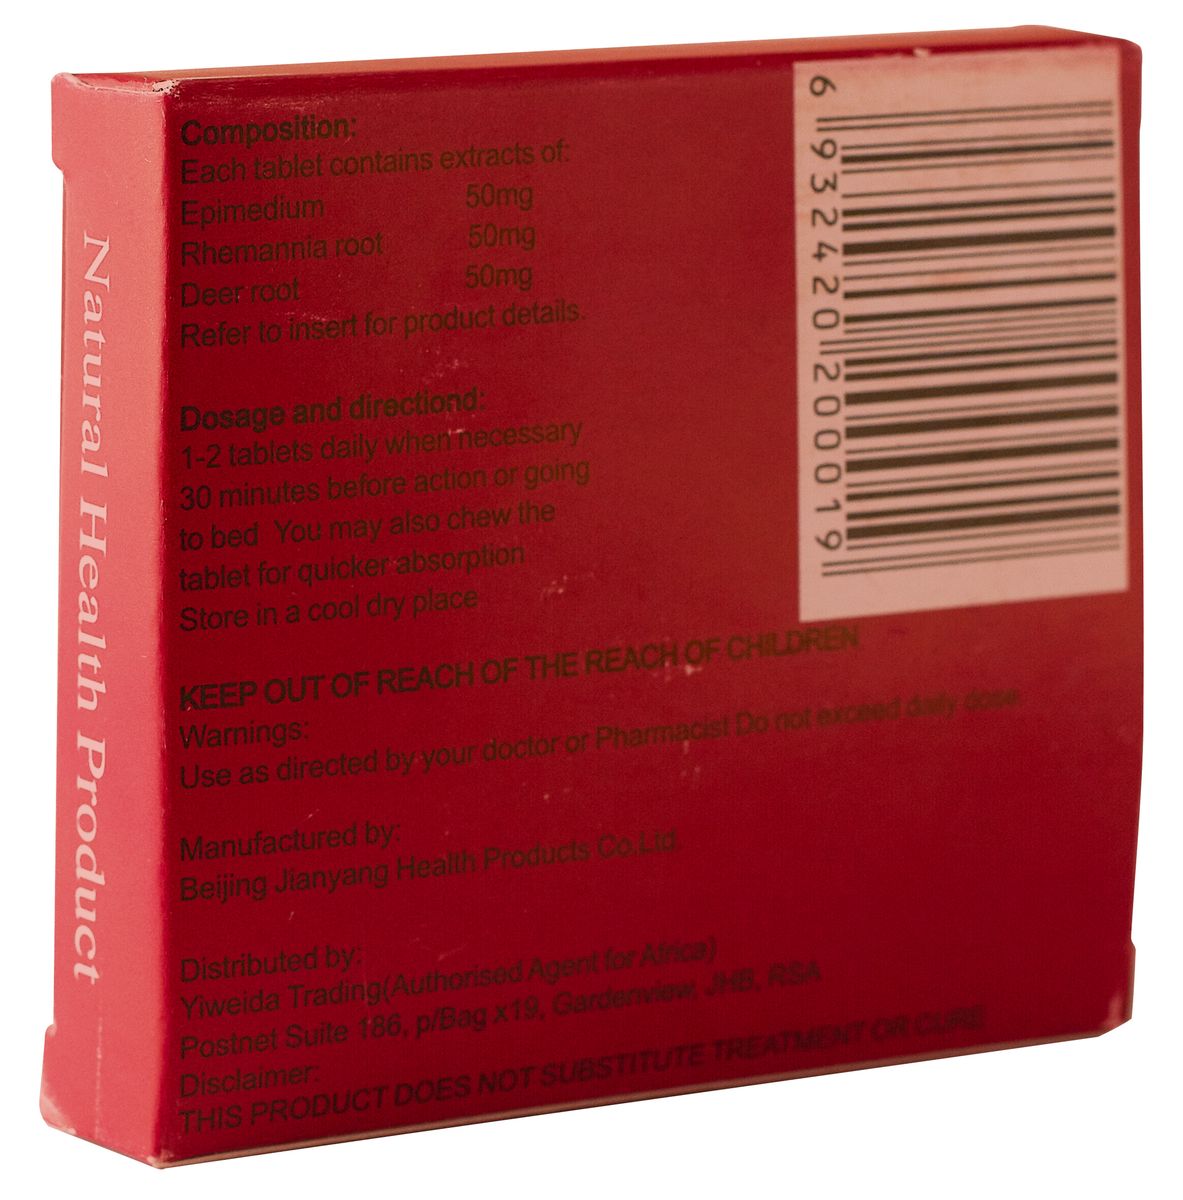 Natural Health Product
Composition:
Each tablet contains extracts of:
Epimedium 50mg
Rhemannia root 50mg
Deer root 50mg
Refer to insert for product details.
Dosage and directiond:
1-2 tablets daily when necessary
30 minutes before action or going
to bed You may also chew the
tablet for quicker absorption
Store in a cool dry place
KEEP OUT OF REACH OF THE REACH OF CHILDREN
Warnings:
Use as directed by your doctor or Pharmacist Do not exceed daily dose
Manufactured by:
Beijing Jianyang Health Products Co.Ltd.
Distributed by:
Yiweida Trading(Authorised Agent for Africa)
Postnet Suite 186, p/Bag x19, Gardenview, JHB, RSA
Disclaimer:
THIS PRODUCT DOES NOT SUBSTITUTE TREATMENT OR CURE
6 932420 200019